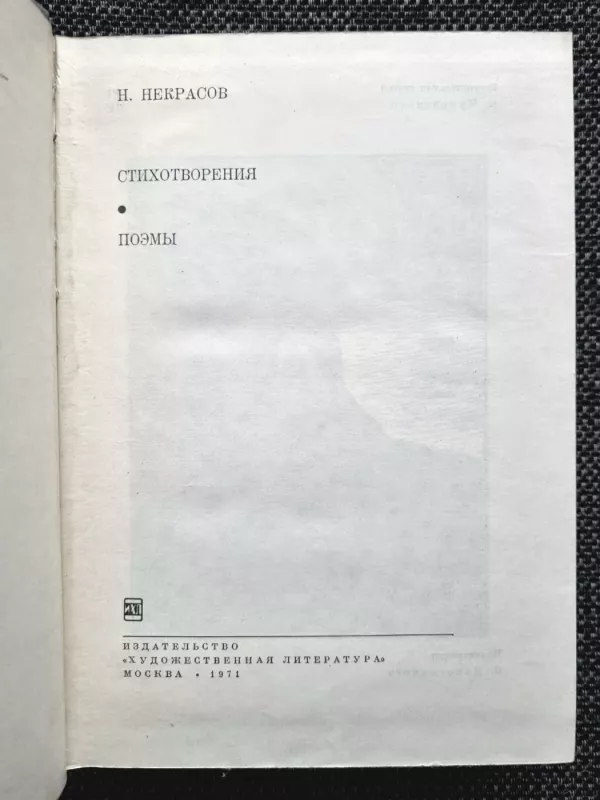 Н. НЕКРАСОВ
СТИХОТВОРЕНИЯ
•
ПОЭМЫ
ИЗДАТЕЛЬСТВО
«ХУДОЖЕСТВЕННАЯ ЛИТЕРАТУРА»
МОСКВА • 1971